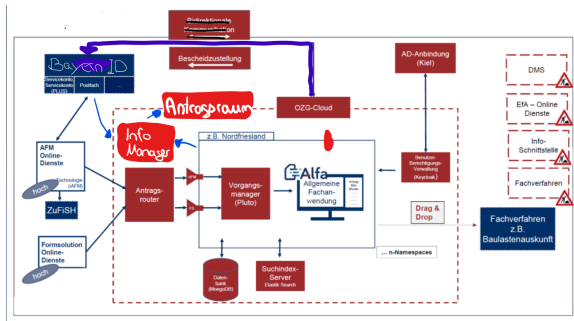 Bidirektionale
Kommunikation
Bescheidzustellung
BayernID
Servicekonto
Servicekonto
(PLUS)
Postfach
AD-Anbindung
(Kiel)
DMS
EfA – Online
Dienste
Info-
Schnittstelle
Fachverfahren
Antragsraum
OZG-Cloud
Info
Manager
z.B. Nordfriesland
AFM
Online-
Dienste
Technologie
(AFM)
hoch
ZuFiSH
Antrags-
router
AFM
FS
Vorgangs-
manager
(Pluto)
Alfa
Allgemeine
Fachan-
wendung
Benutzer-
Berechtigungs-
Verwaltung
(Keycloak)
Drag &
Drop
Fachverfahren
z.B.
Baulastenauskunft
Formsolution
Online-
Dienste
hoch
... n-Namespaces
Daten-
bank
(MongoDB)
Suchindex-
Server
Elastik Search